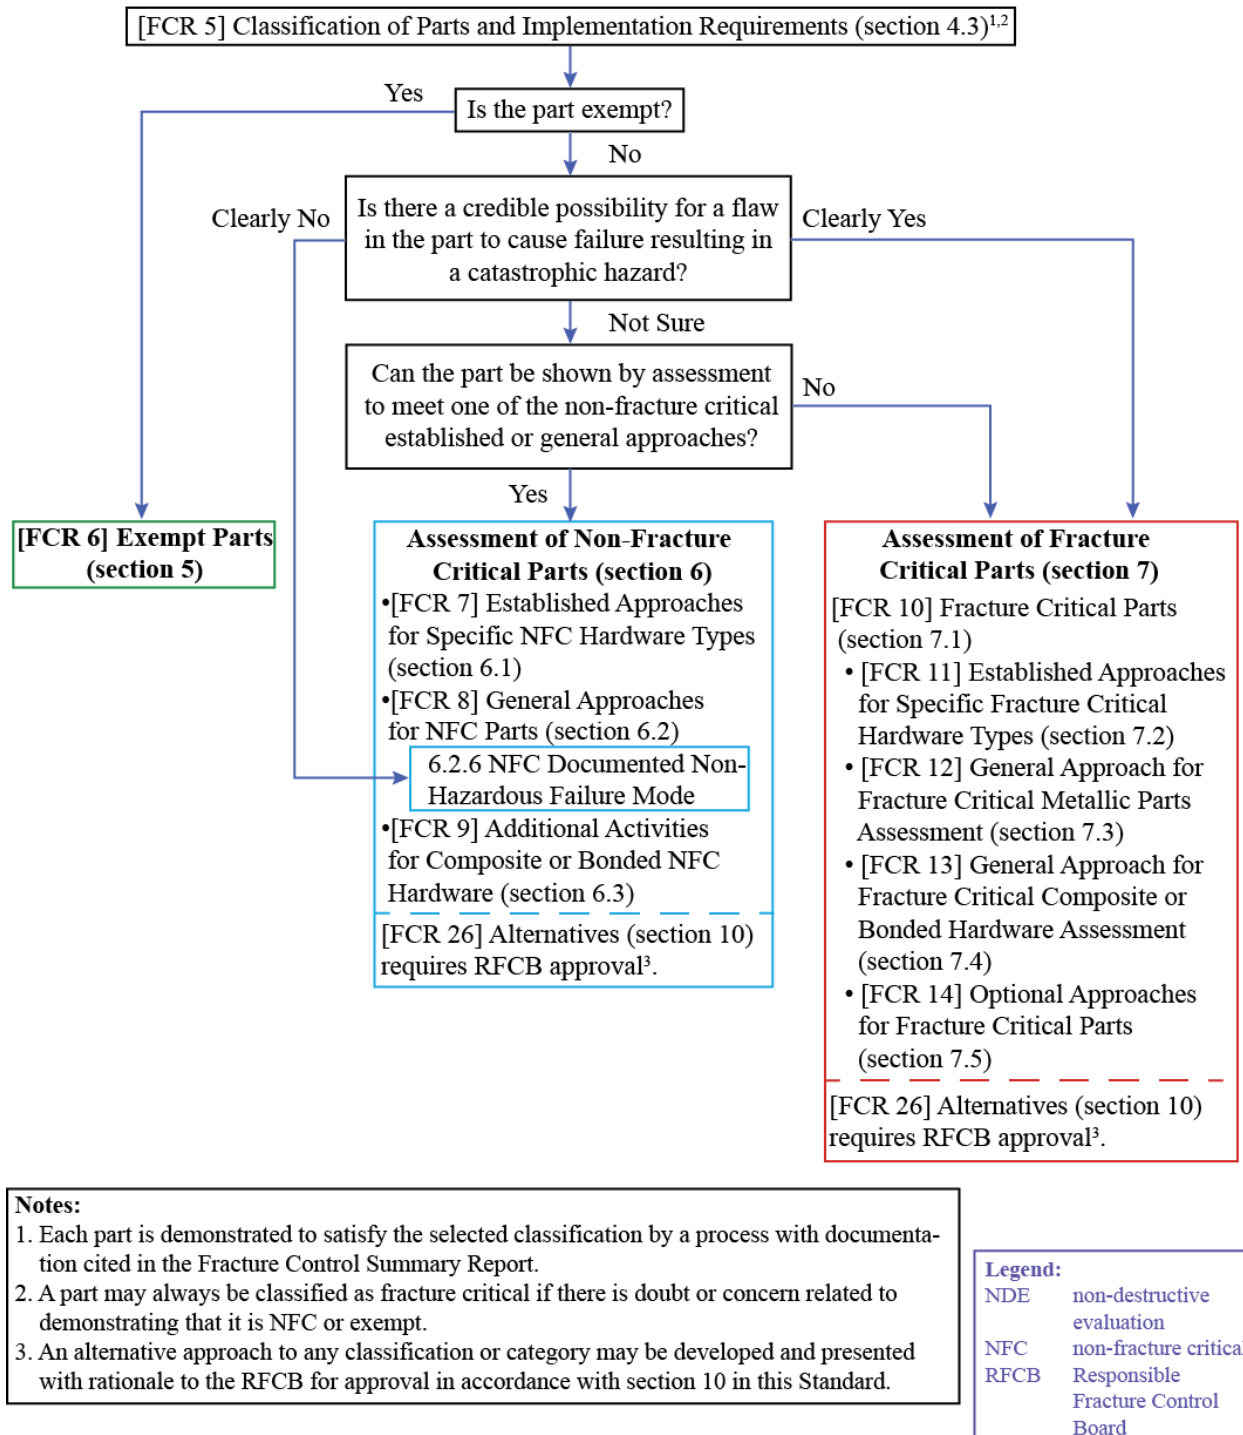 [FCR 5] Classification of Parts and Implementation Requirements (section 4.3)1,2
Yes
Is the part exempt?
No
Clearly No
Is there a credible possibility for a flaw
in the part to cause failure resulting in
a catastrophic hazard?
Clearly Yes
Not Sure
Can the part be shown by assessment
to meet one of the non-fracture critical
established or general approaches?
No
Yes
[FCR 6] Exempt Parts
(section 5)
Assessment of Non-Fracture
Critical Parts (section 6)
•[FCR 7] Established Approaches
for Specific NFC Hardware Types
(section 6.1)
•[FCR 8] General Approaches
for NFC Parts (section 6.2)
6.2.6 NFC Documented Non-
Hazardous Failure Mode
•[FCR 9] Additional Activities
for Composite or Bonded NFC
Hardware (section 6.3)
[FCR 26] Alternatives (section 10)
requires RFCB approval³.
Assessment of Fracture
Critical Parts (section 7)
[FCR 10] Fracture Critical Parts
(section 7.1)
• [FCR 11] Established Approaches
for Specific Fracture Critical
Hardware Types (section 7.2)
• [FCR 12] General Approach for
Fracture Critical Metallic Parts
Assessment (section 7.3)
• [FCR 13] General Approach for
Fracture Critical Composite or
Bonded Hardware Assessment
(section 7.4)
• [FCR 14] Optional Approaches
for Fracture Critical Parts
(section 7.5)
[FCR 26] Alternatives (section 10)
requires RFCB approval³.
Notes:
1. Each part is demonstrated to satisfy the selected classification by a process with documenta-
tion cited in the Fracture Control Summary Report.
2. A part may always be classified as fracture critical if there is doubt or concern related to
demonstrating that it is NFC or exempt.
3. An alternative approach to any classification or category may be developed and presented
with rationale to the RFCB for approval in accordance with section 10 in this Standard.
Legend:
NDE non-destructive
evaluation
NFC non-fracture critical
RFCB Responsible
Fracture Control
Board